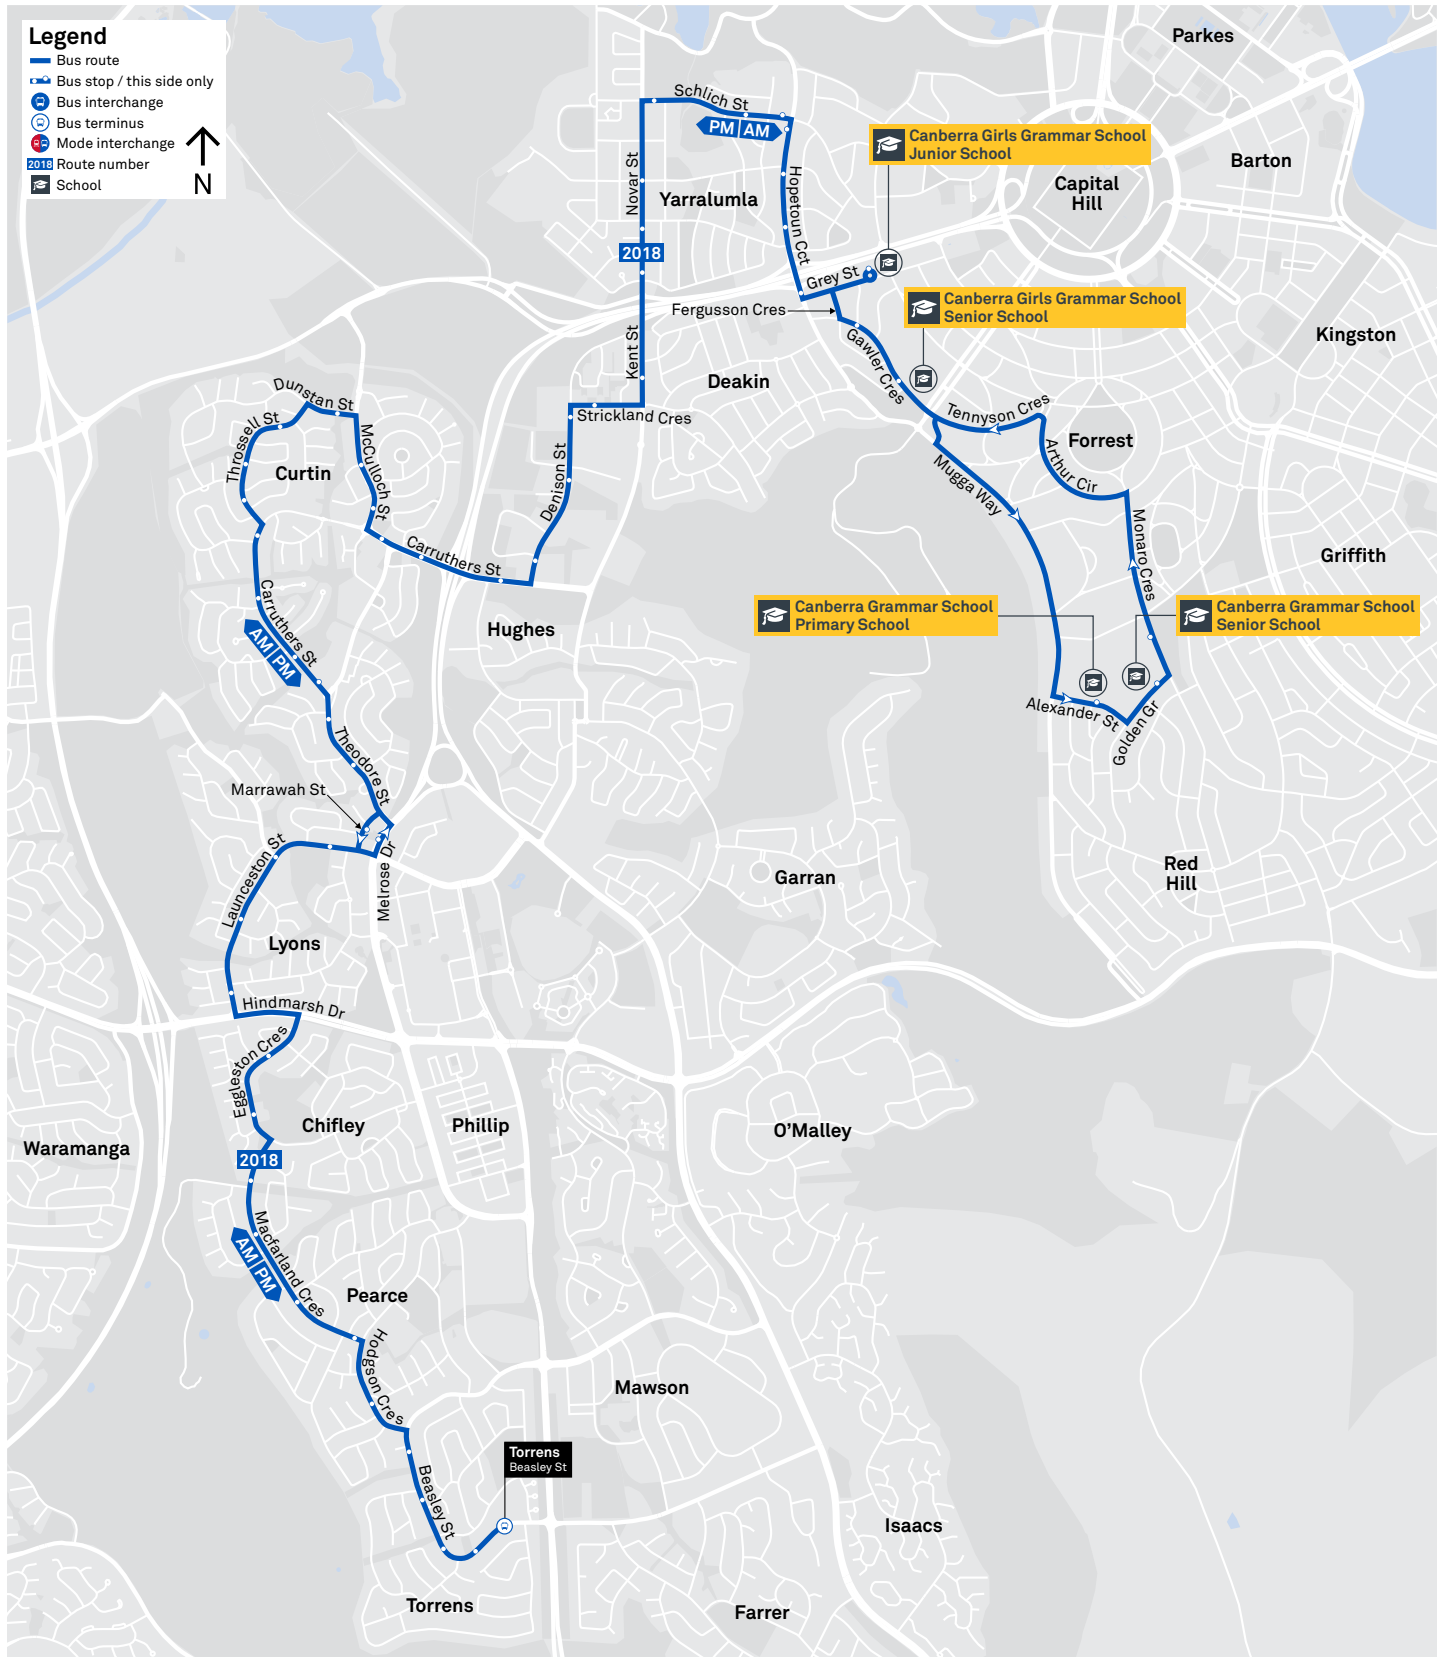 Legend
Bus route
Bus stop / this side only
Bus interchange
Bus terminus
Mode interchange
2018 Route number
School
N
Parkes
Schlich St
PM AM
Canberra Girls Grammar School
Junior School
Barton
Capital
Hill
Novar St
Yarralumla
Hopetoun Cct
2018
Grey St
Canberra Girls Grammar School
Senior School
Fergusson Cres
Kingston
Kent St
Gawler Cres
Deakin
Dunstan St
Strickland Cres
Tennyson Cres
Throssell St
McCulloch St
Forrest
Curtin
Denison St
Arthur Cir
Mugga Way
Monaro Cres
Carruthers St
Griffith
Carruthers St
Canberra Grammar School
Primary School
Canberra Grammar School
Senior School
Hughes
AM PM
Alexander St
Golden Gr
Theodore St
Marrawah St
Launceston St
Melrose Dr
Garran
Red
Hill
Lyons
Hindmarsh Dr
Eggleston Cres
Chifley
Phillip
O'Malley
Waramanga
2018
Macfarland Cres
AM PM
Pearce
Hodgson Cres
Mawson
Torrens
Beasley St
Beasley St
Isaacs
Torrens
Farrer